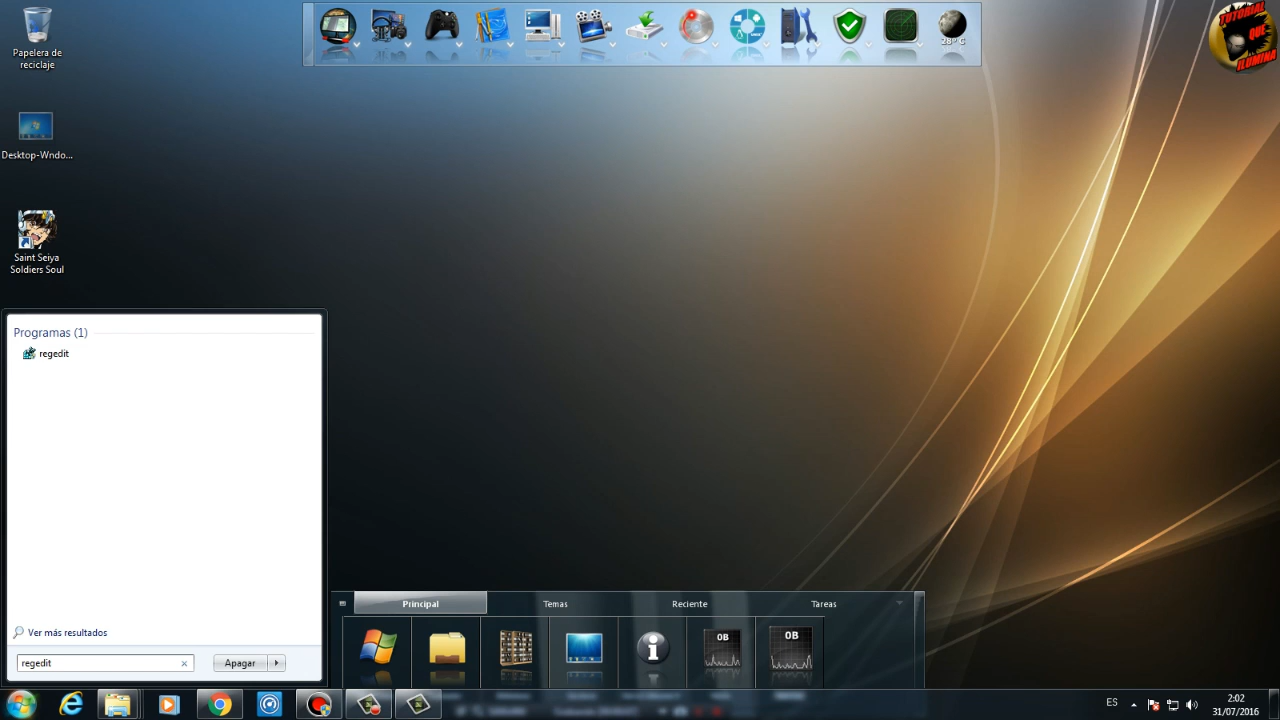 Papelera de
reciclaje
Desktop-Wndo...
Saint Seiya
Soldiers Soul
28°C
TUTORIAL
QUE
ILUMINA
Programas (1)
regedit
Ver más resultados
regedit
Apagar
Principal
Temas
Reciente
Tareas
0B
0B
ES
2:02
31/07/2016